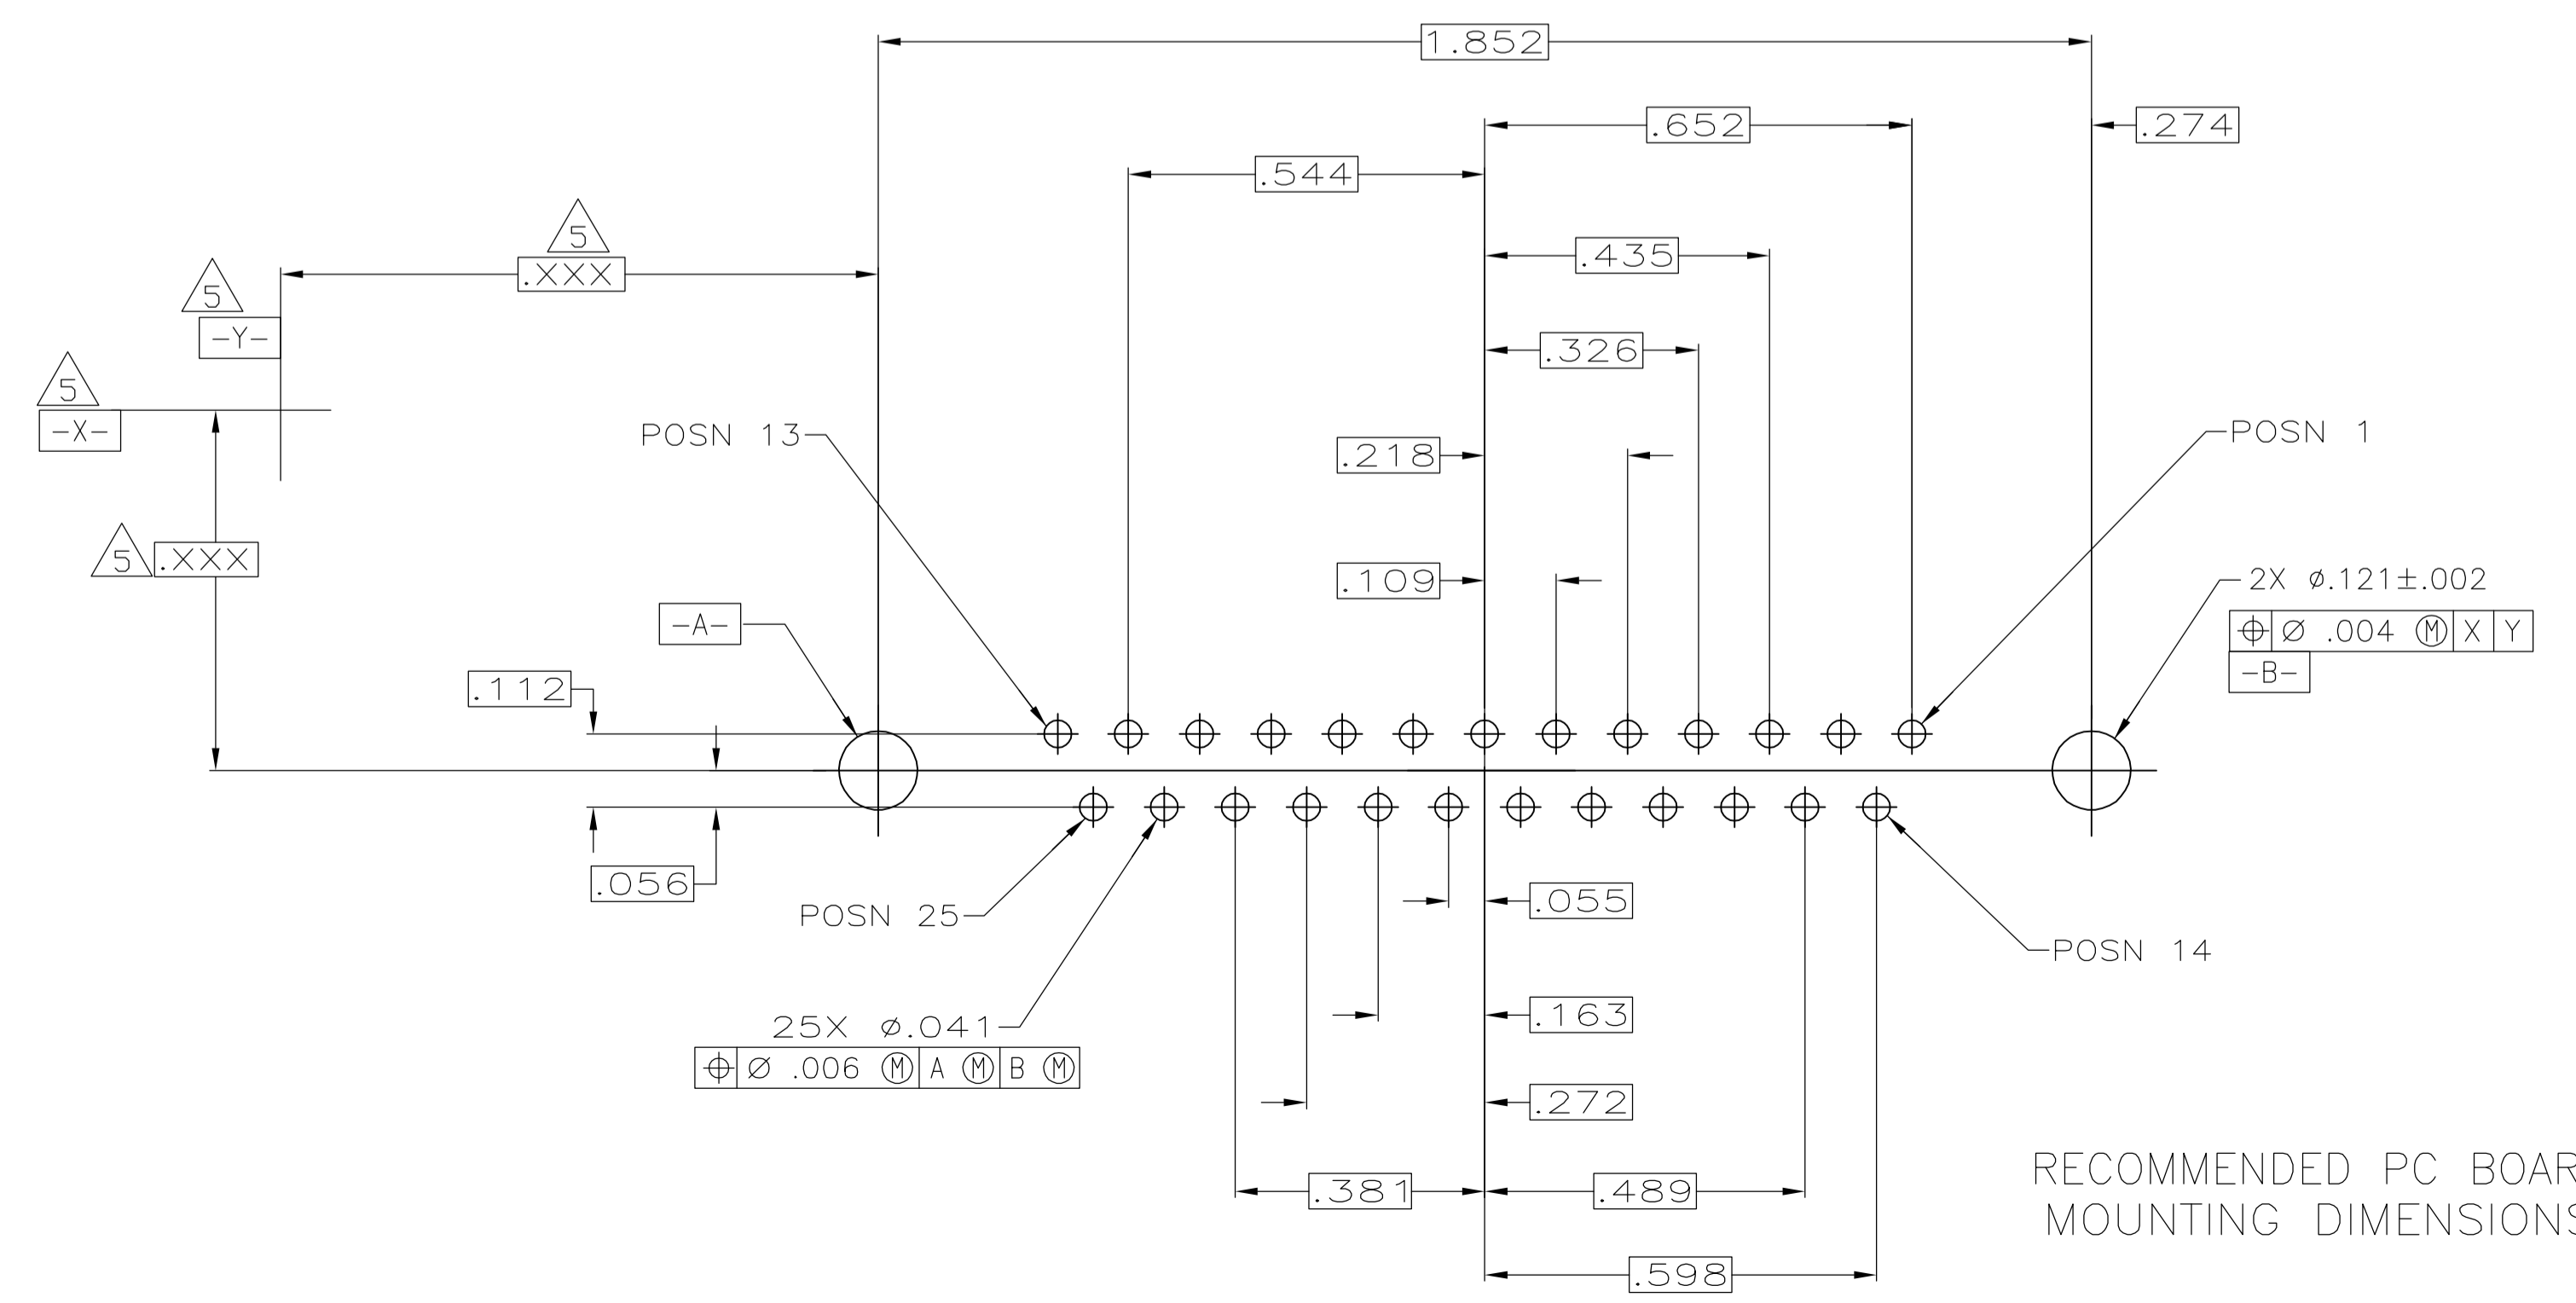 1.852
.652
.274
.544
5
.XXX
.435
5
-Y-
.326
5
-X-
POSN 13
.218
POSN 1
5 .XXX
.109
2X ⌀.121±.002
⌖ ⌀ .004 Ⓜ X Y
-B-
-A-
.112
.056
POSN 25
.055
POSN 14
25X ⌀.041
⌖ ⌀ .006 Ⓜ A Ⓜ B Ⓜ
.163
.272
.381
.489
RECOMMENDED PC BOAR
MOUNTING DIMENSIONS
.598